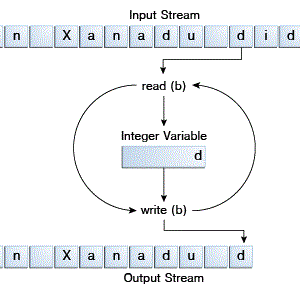 Input Stream
n X a n a d u d i d
read (b)
Integer Variable
d
write (b)
n X a n a d u d
Output Stream